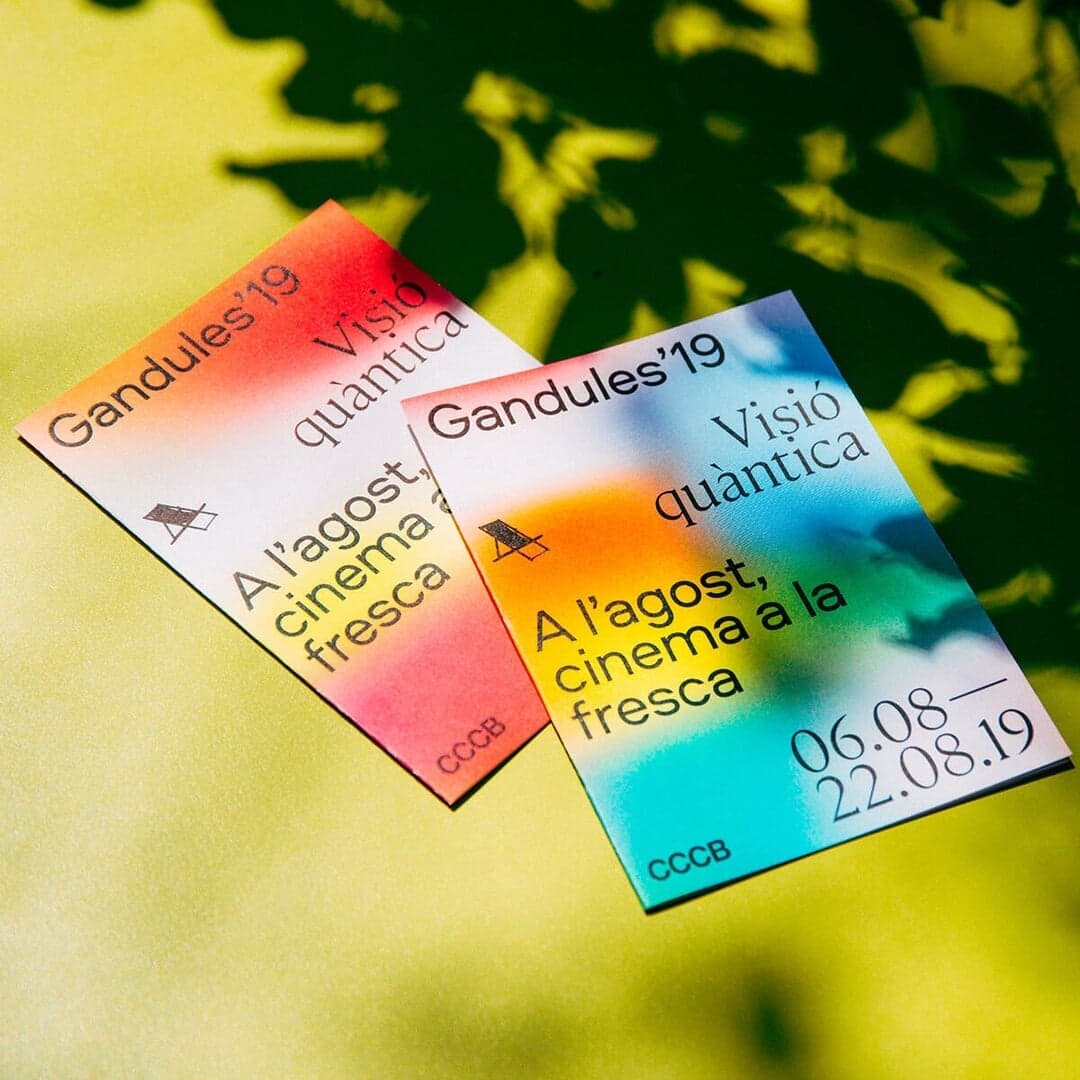 Gandules'19
Visió
quàntica
A l'agost,
cinema a
fresca
CCCB
Gandules'19
Visió
quàntica
A l'agost,
cinema a la
fresca
06.08—
22.08.19
CCCB